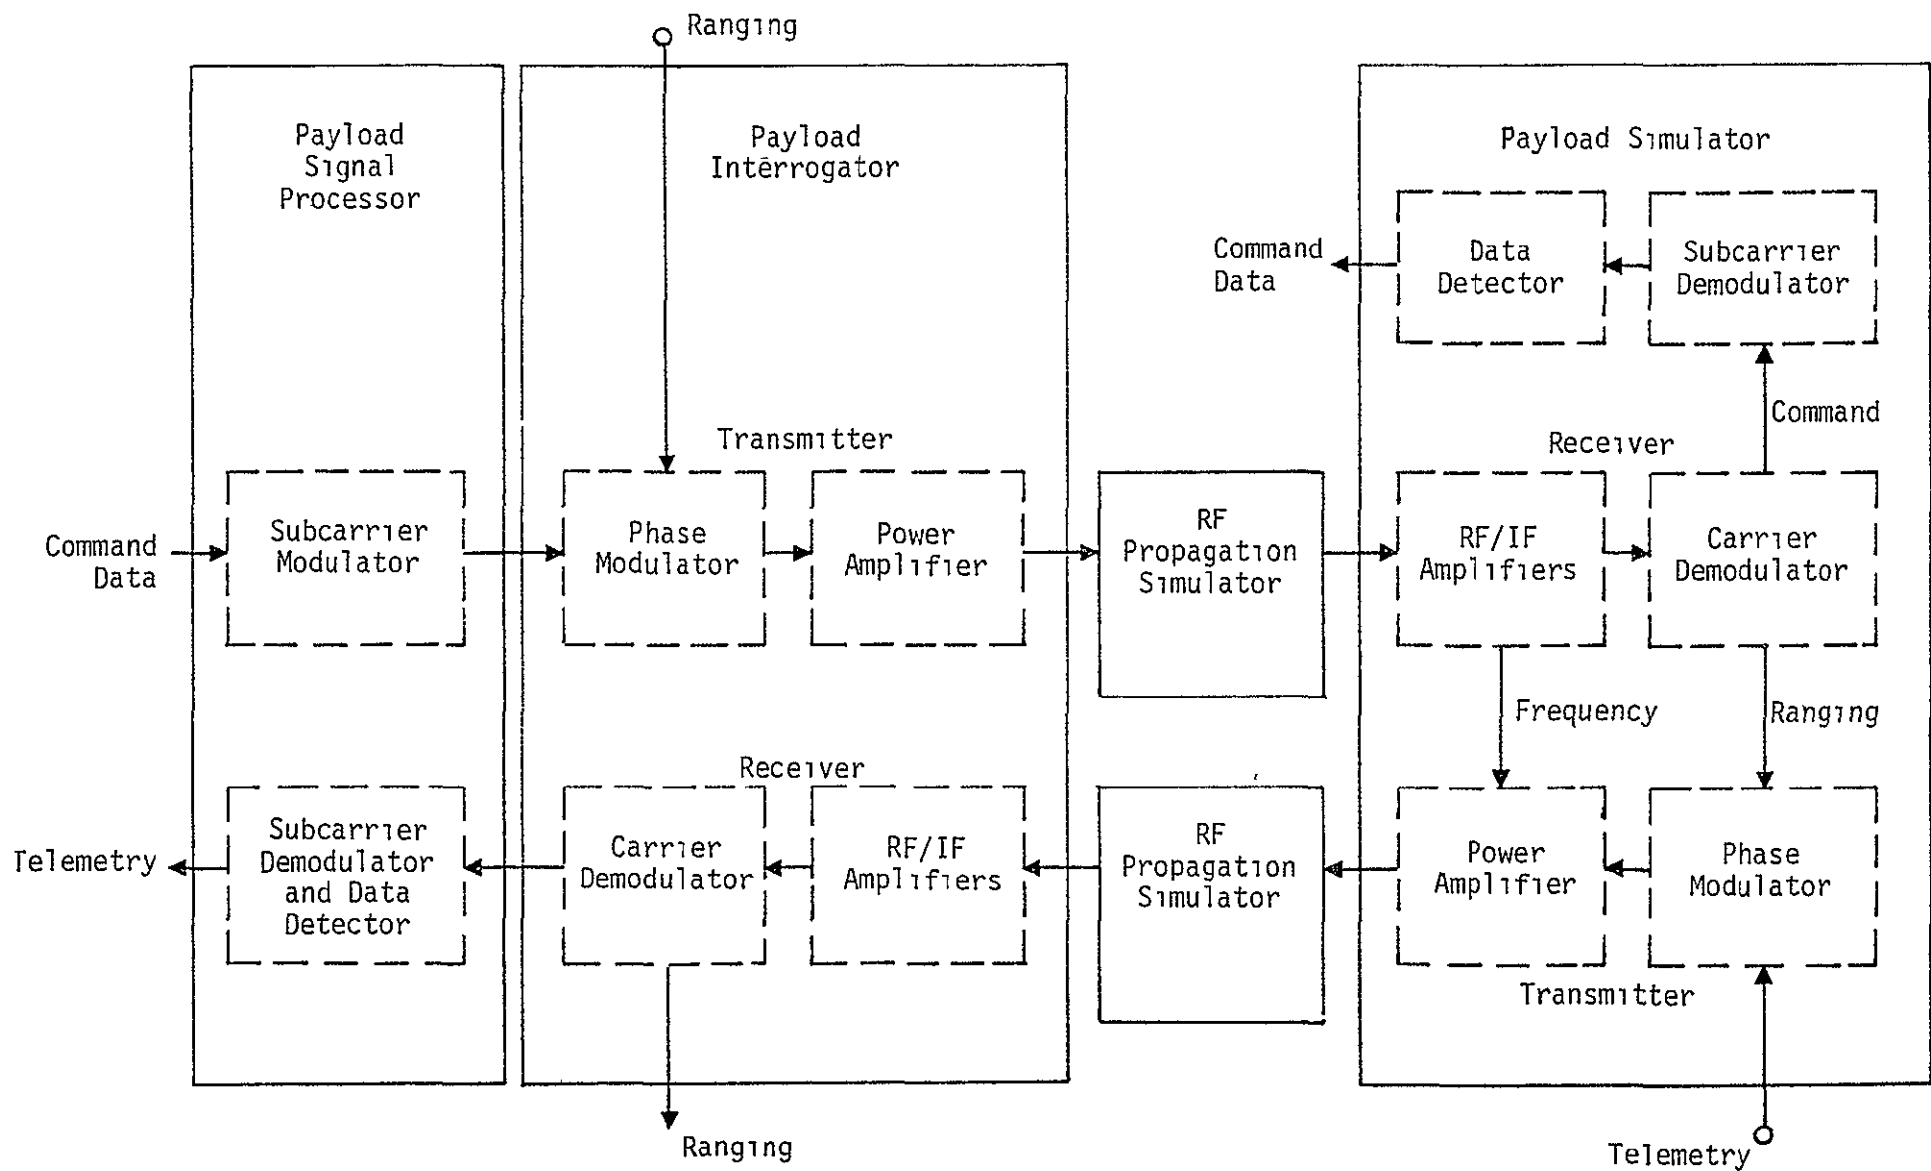 Ranging
Payload
Signal
Processor
Payload
Interrogator
Payload Simulator
Command
Data
Data
Detector
Subcarrier
Demodulator
Command
Transmitter
Receiver
Command
Data
Subcarrier
Modulator
Phase
Modulator
Power
Amplifier
RF
Propagation
Simulator
RF/IF
Amplifiers
Carrier
Demodulator
Frequency
Ranging
Receiver
Telemetry
Subcarrier
Demodulator
and Data
Detector
Carrier
Demodulator
RF/IF
Amplifiers
RF
Propagation
Simulator
Power
Amplifier
Phase
Modulator
Transmitter
Ranging
Telemetry